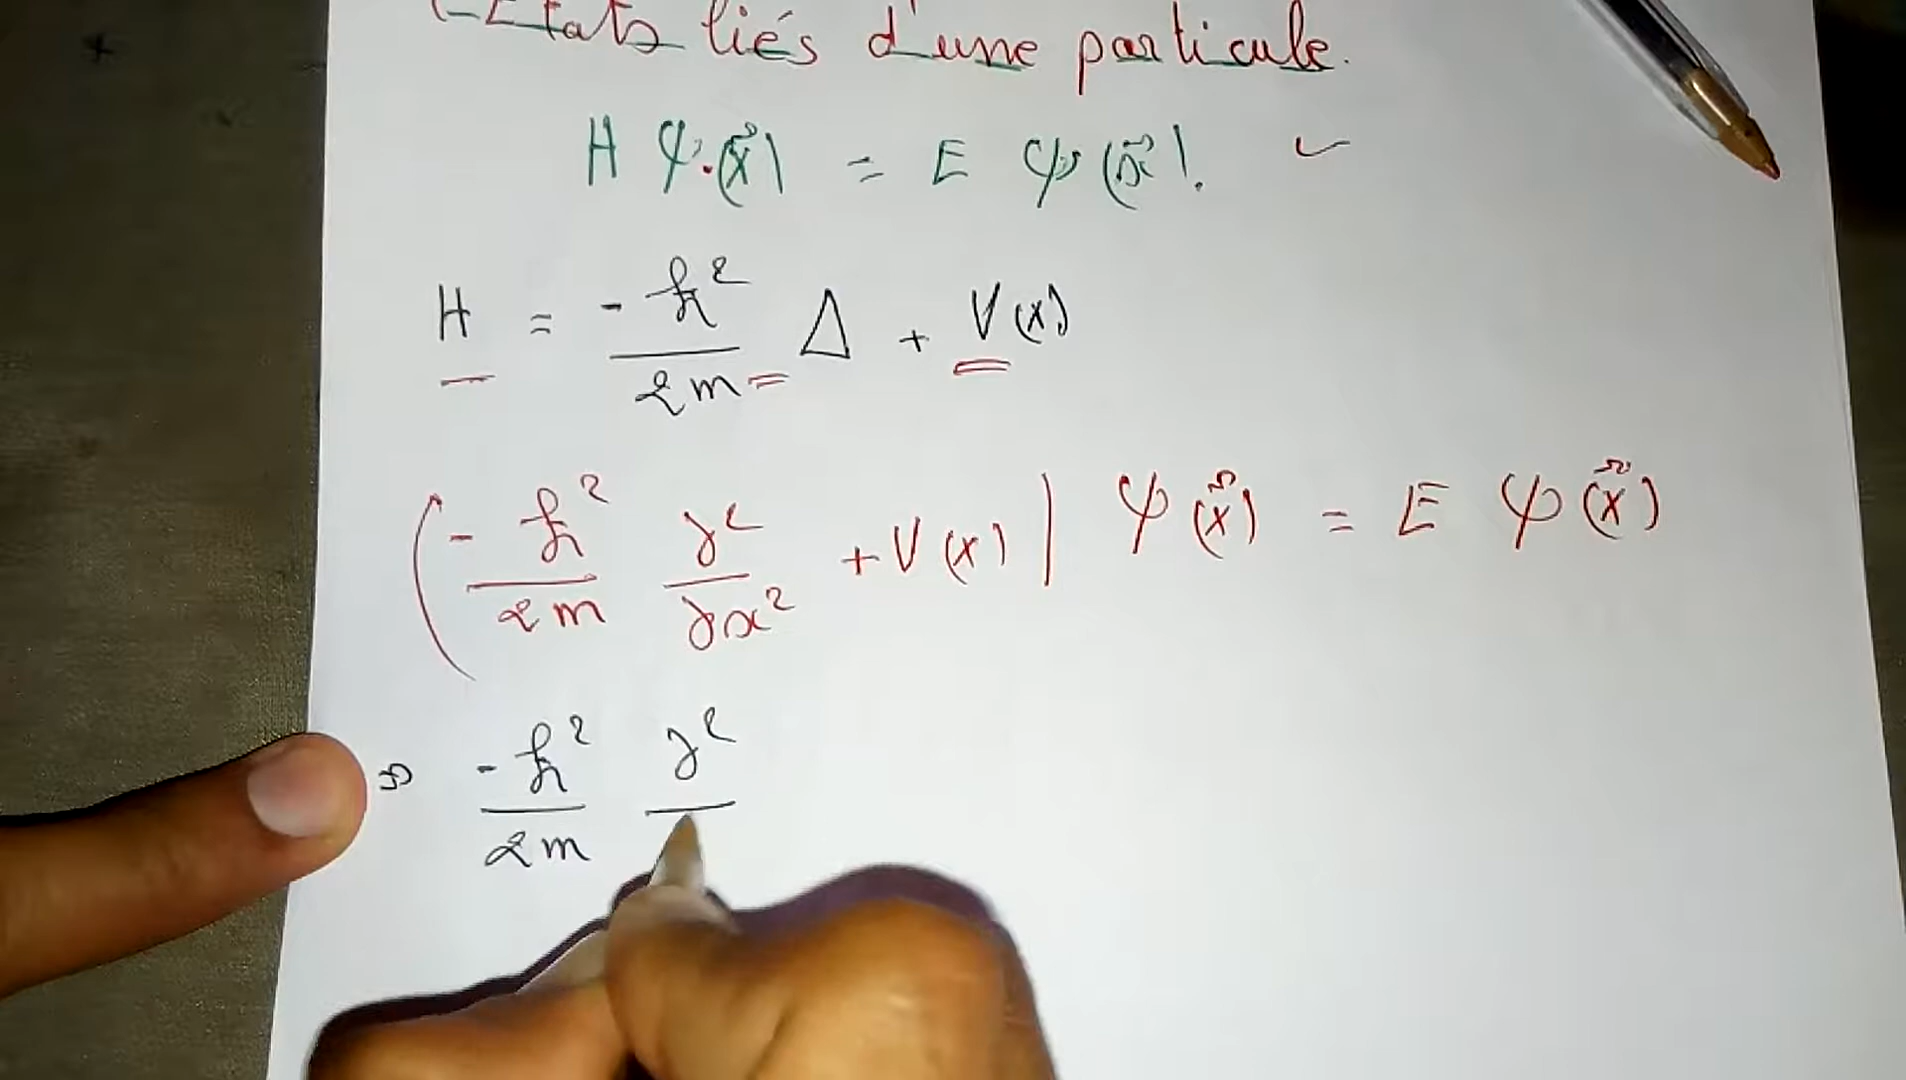 -Etats liés d'une particule.
H ψ.(x⃗) = E ψ(x⃗).
H = - ℏ² / 2m Δ + V(x)
( - ℏ² / 2m ∂² / ∂x² + V(x) ) ψ(x⃗) = E ψ(x⃗)
⇒ - ℏ² / 2m ∂² /